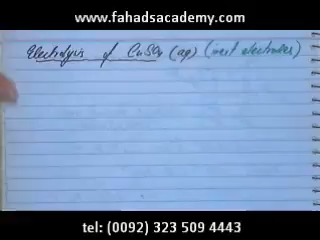 www.fahadsacademy.com
Electrolysis of CuSO4 (aq) (inert electrodes)
tel: (0092) 323 509 4443